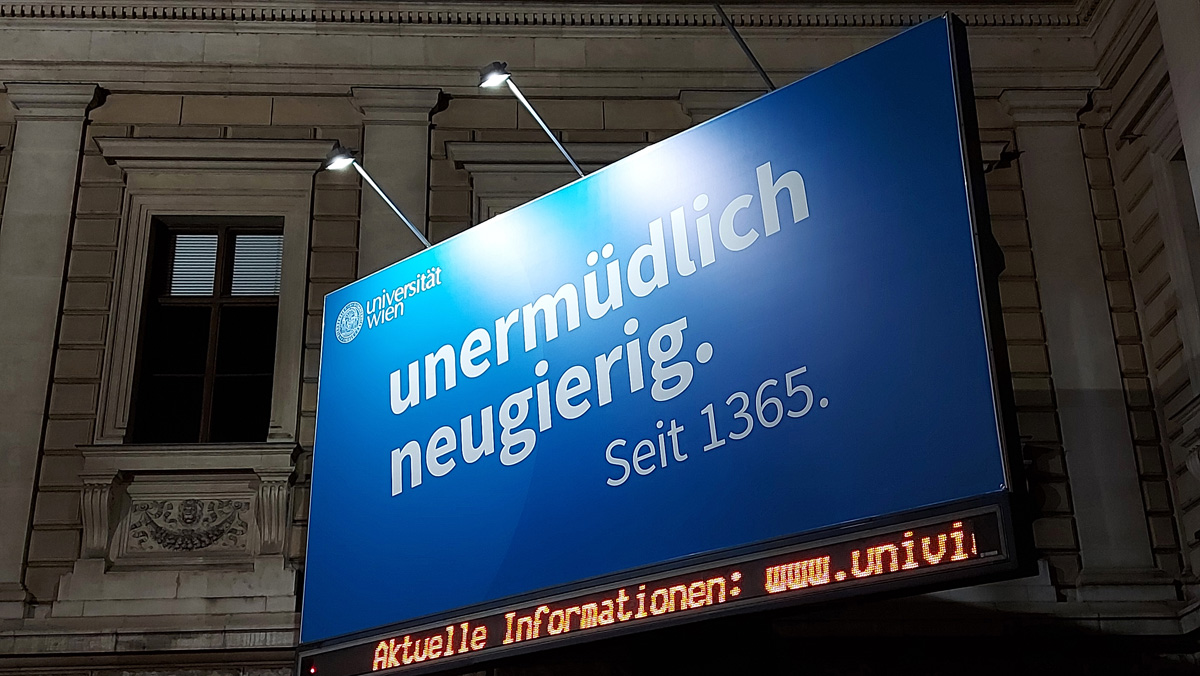 universität
wien
unermüdlich
neugierig.
Seit 1365.
Aktuelle Informationen: www.univi